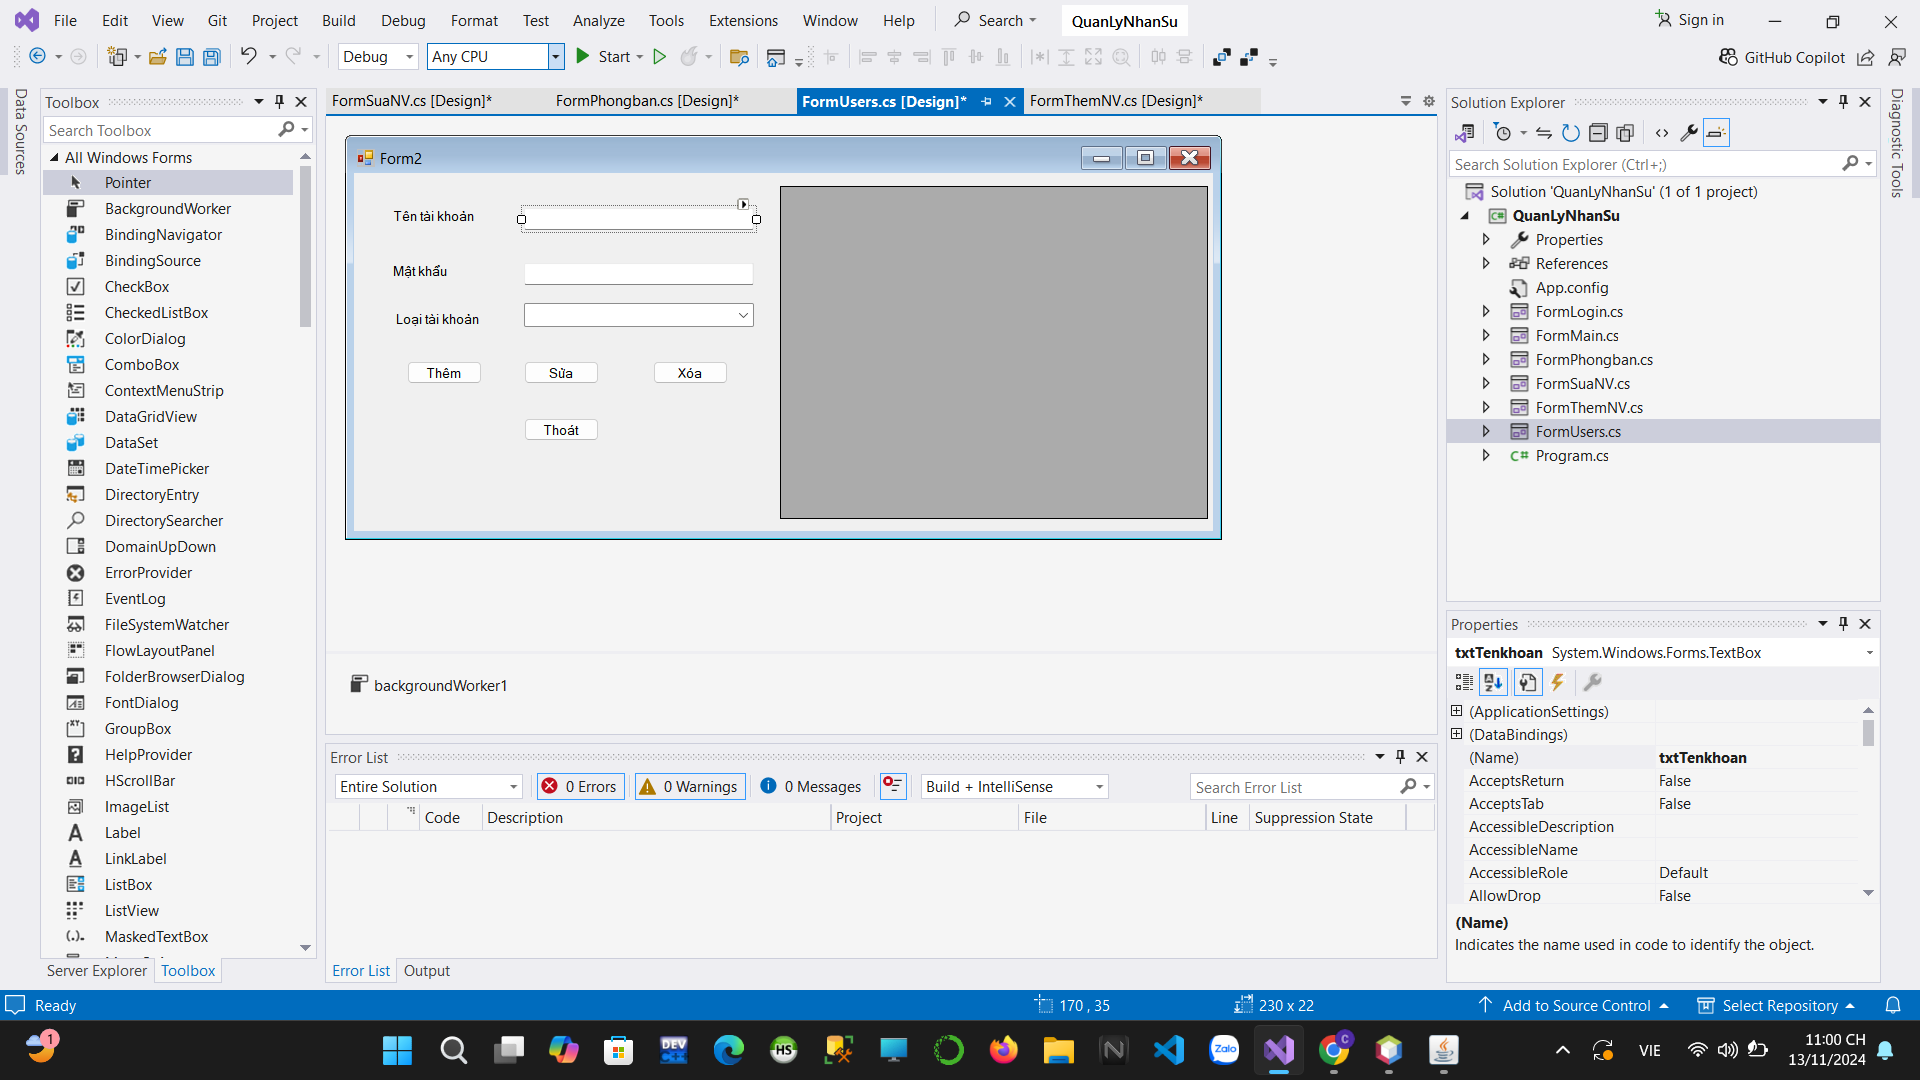 File Edit View Git Project Build Debug Format Test Analyze Tools Extensions Window Help Search QuanLyNhanSu Sign in
Debug Any CPU Start GitHub Copilot
Data Sources
Toolbox
Search Toolbox
All Windows Forms
Pointer
BackgroundWorker
BindingNavigator
BindingSource
CheckBox
CheckedListBox
ColorDialog
ComboBox
ContextMenuStrip
DataGridView
DataSet
DateTimePicker
DirectoryEntry
DirectorySearcher
DomainUpDown
ErrorProvider
EventLog
FileSystemWatcher
FlowLayoutPanel
FolderBrowserDialog
FontDialog
GroupBox
HelpProvider
HScrollBar
ImageList
Label
LinkLabel
ListBox
ListView
MaskedTextBox
Server Explorer Toolbox
FormSuaNV.cs [Design]* FormPhongban.cs [Design]* FormUsers.cs [Design]* FormThemNV.cs [Design]*
Form2
Tên tài khoản
Mật khẩu
Loại tài khoản
Thêm Sửa Xóa
Thoát
backgroundWorker1
Error List
Entire Solution 0 Errors 0 Warnings 0 Messages Build + IntelliSense Search Error List
Code Description Project File Line Suppression State
Error List Output
Solution Explorer
Search Solution Explorer (Ctrl+;)
Solution 'QuanLyNhanSu' (1 of 1 project)
QuanLyNhanSu
Properties
References
App.config
FormLogin.cs
FormMain.cs
FormPhongban.cs
FormSuaNV.cs
FormThemNV.cs
FormUsers.cs
Program.cs
Diagnostic Tools
Properties
txtTenkhoan System.Windows.Forms.TextBox
(ApplicationSettings)
(DataBindings)
(Name) txtTenkhoan
AcceptsReturn False
AcceptsTab False
AccessibleDescription
AccessibleName
AccessibleRole Default
AllowDrop False
(Name)
Indicates the name used in code to identify the object.
Ready 170 , 35 230 x 22 Add to Source Control Select Repository
1 DEV C++ HS Zalo C VIE 11:00 CH
13/11/2024